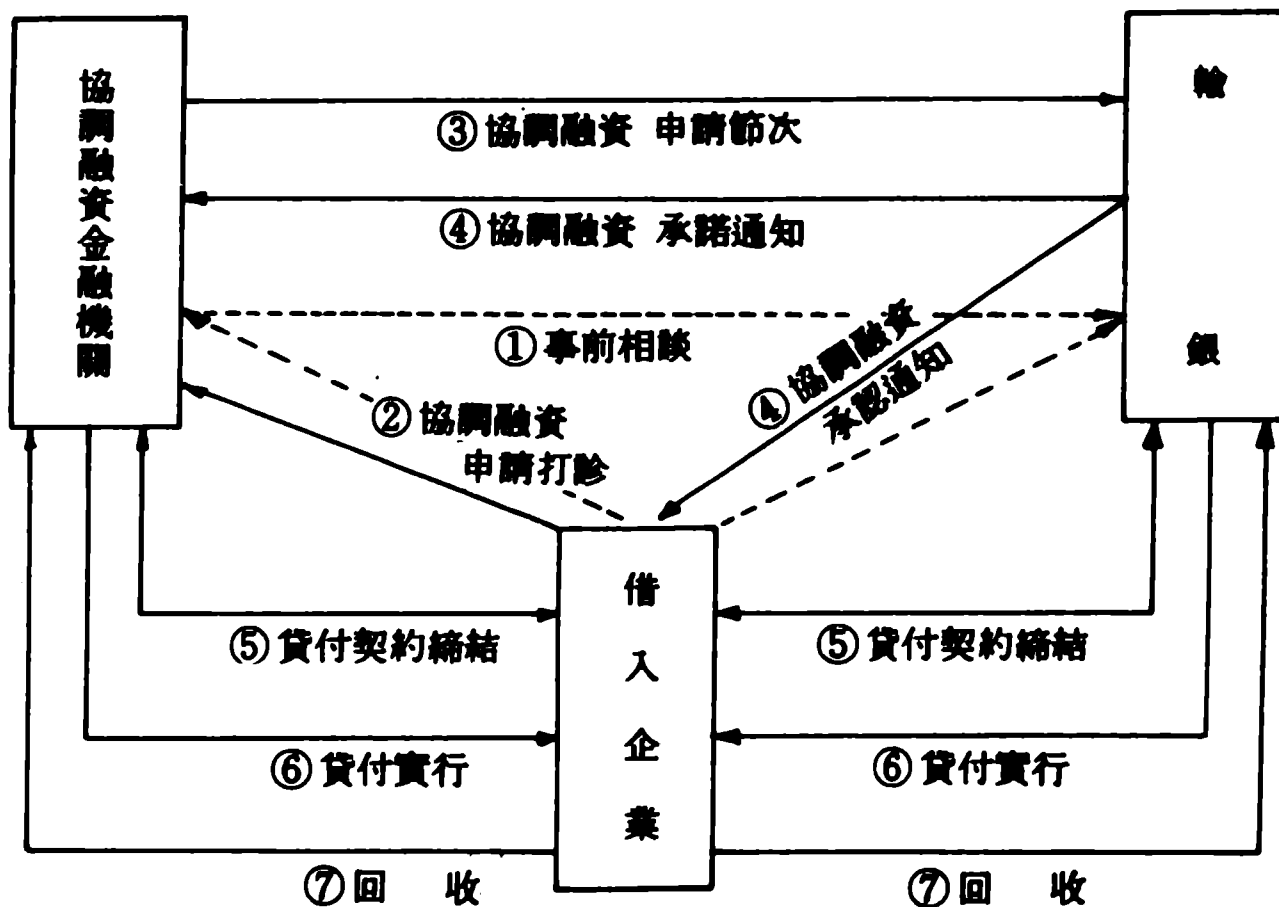 協調融資金融機關
輸銀
③協調融資 申請節次
④協調融資 承諾通知
①事前相談
②協調融資
申請打診
④協調融資
承認通知
借入企業
⑤貸付契約締結
⑤貸付契約締結
⑥貸付實行
⑥貸付實行
⑦回 收
⑦回 收